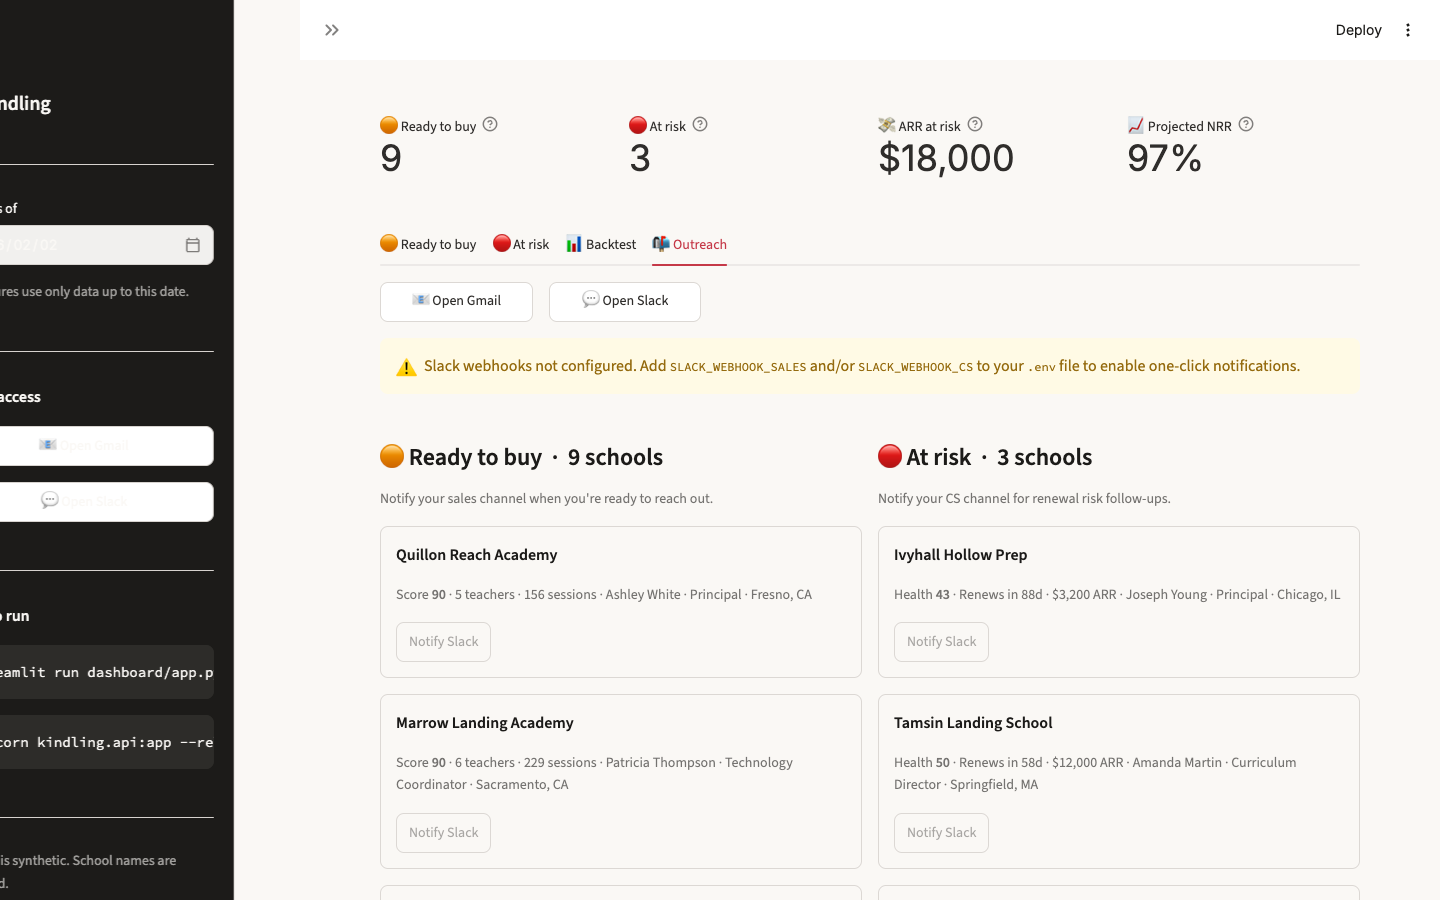 ndling
s of
/02/02
res use only data up to this date.
access
Open Gmail
Open Slack
o run
eamlit run dashboard/app.p
corn kindling.api:app --re
is synthetic. School names are
d.
Deploy
Ready to buy
9
At risk
3
ARR at risk
$18,000
Projected NRR
97%
Ready to buy
At risk
Backtest
Outreach
Open Gmail
Open Slack
Slack webhooks not configured. Add SLACK_WEBHOOK_SALES and/or SLACK_WEBHOOK_CS to your .env file to enable one-click notifications.
Ready to buy · 9 schools
Notify your sales channel when you're ready to reach out.
Quillon Reach Academy
Score 90 · 5 teachers · 156 sessions · Ashley White · Principal · Fresno, CA
Notify Slack
Marrow Landing Academy
Score 90 · 6 teachers · 229 sessions · Patricia Thompson · Technology
Coordinator · Sacramento, CA
Notify Slack
At risk · 3 schools
Notify your CS channel for renewal risk follow-ups.
Ivyhall Hollow Prep
Health 43 · Renews in 88d · $3,200 ARR · Joseph Young · Principal · Chicago, IL
Notify Slack
Tamsin Landing School
Health 50 · Renews in 58d · $12,000 ARR · Amanda Martin · Curriculum
Director · Springfield, MA
Notify Slack